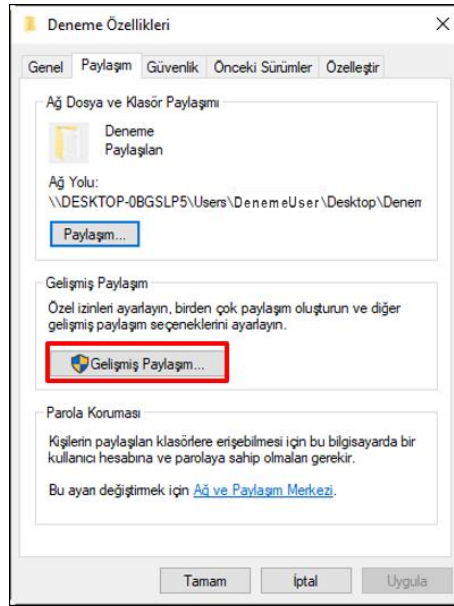 Deneme Özellikleri
Genel Paylaşım Güvenlik Önceki Sürümler Özelleştir
Ağ Dosya ve Klasör Paylaşımı
Deneme
Paylaşılan
Ağ Yolu:
\\DESKTOP-0BGSLP5\Users\DenemeUser\Desktop\Denem
Paylaşım...
Gelişmiş Paylaşım
Özel izinleri ayarlayın, birden çok paylaşım oluşturun ve diğer
gelişmiş paylaşım seçeneklerini ayarlayın.
Gelişmiş Paylaşım...
Parola Koruması
Kişilerin paylaşılan klasörlere erişebilmesi için bu bilgisayarda bir
kullanıcı hesabına ve parolaya sahip olmaları gerekir.
Bu ayarı değiştirmek için Ağ ve Paylaşım Merkezi.
Tamam İptal Uygula